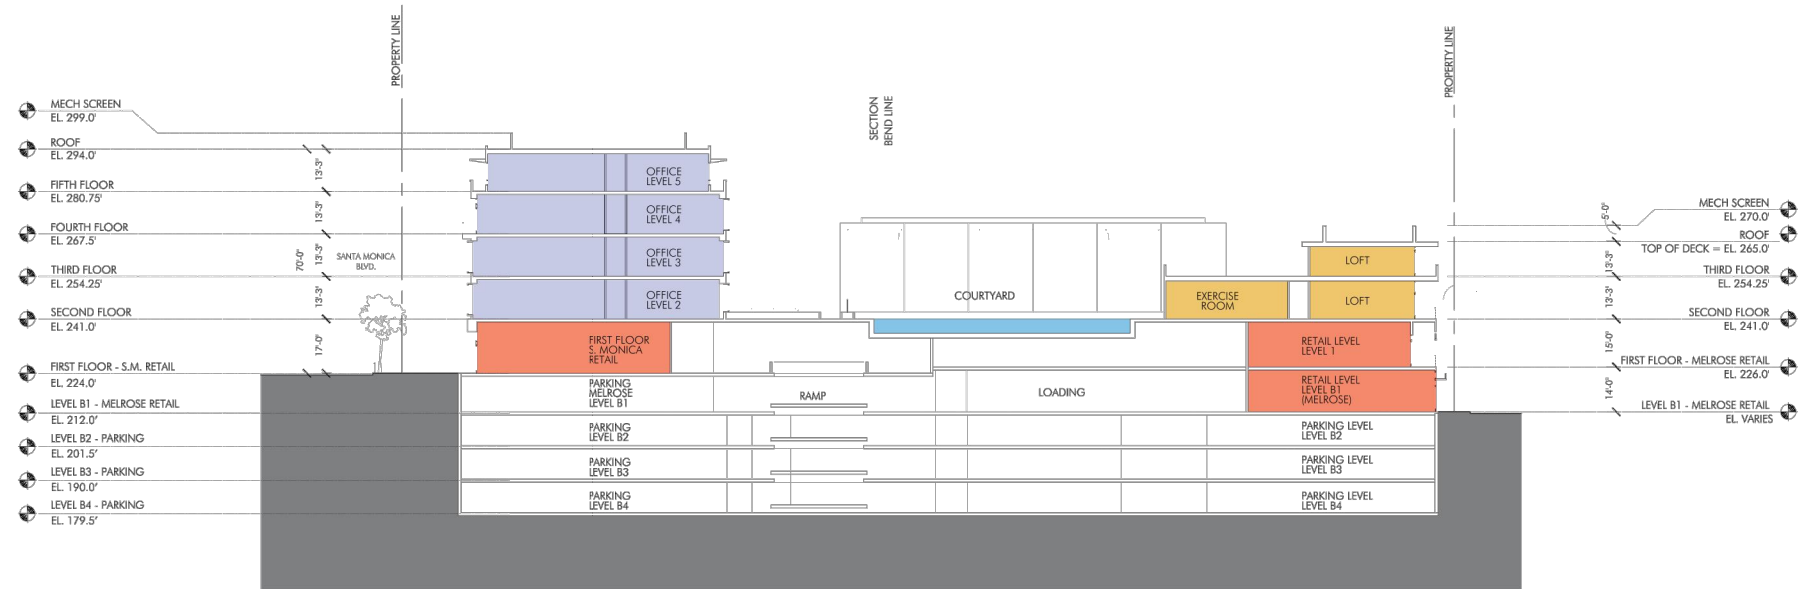 PROPERTY LINE
PROPERTY LINE
SECTION
BEND LINE
MECH SCREEN
EL. 299.0'
ROOF
EL. 294.0'
FIFTH FLOOR
EL. 280.75'
FOURTH FLOOR
EL. 267.5'
THIRD FLOOR
EL. 254.25'
SECOND FLOOR
EL. 241.0'
FIRST FLOOR - S.M. RETAIL
EL. 224.0'
LEVEL B1 - MELROSE RETAIL
EL. 212.0'
LEVEL B2 - PARKING
EL. 201.5'
LEVEL B3 - PARKING
EL. 190.0'
LEVEL B4 - PARKING
EL. 179.5'
13'-3"
13'-3"
13'-3"
13'-3"
17'-0"
70'-0"
SANTA MONICA
BLVD.
OFFICE
LEVEL 5
OFFICE
LEVEL 4
OFFICE
LEVEL 3
OFFICE
LEVEL 2
FIRST FLOOR
S. MONICA
RETAIL
PARKING
MELROSE
LEVEL B1
PARKING
LEVEL B2
PARKING
LEVEL B3
PARKING
LEVEL B4
RAMP
COURTYARD
LOADING
EXERCISE
ROOM
LOFT
LOFT
RETAIL LEVEL
LEVEL 1
RETAIL LEVEL
LEVEL B1
(MELROSE)
PARKING LEVEL
LEVEL B2
PARKING LEVEL
LEVEL B3
PARKING LEVEL
LEVEL B4
5'-0"
13'-3"
13'-3"
15'-0"
14'-0"
MECH SCREEN
EL. 270.0'
ROOF
TOP OF DECK = EL. 265.0'
THIRD FLOOR
EL. 254.25'
SECOND FLOOR
EL. 241.0'
FIRST FLOOR - MELROSE RETAIL
EL. 226.0'
LEVEL B1 - MELROSE RETAIL
EL. VARIES